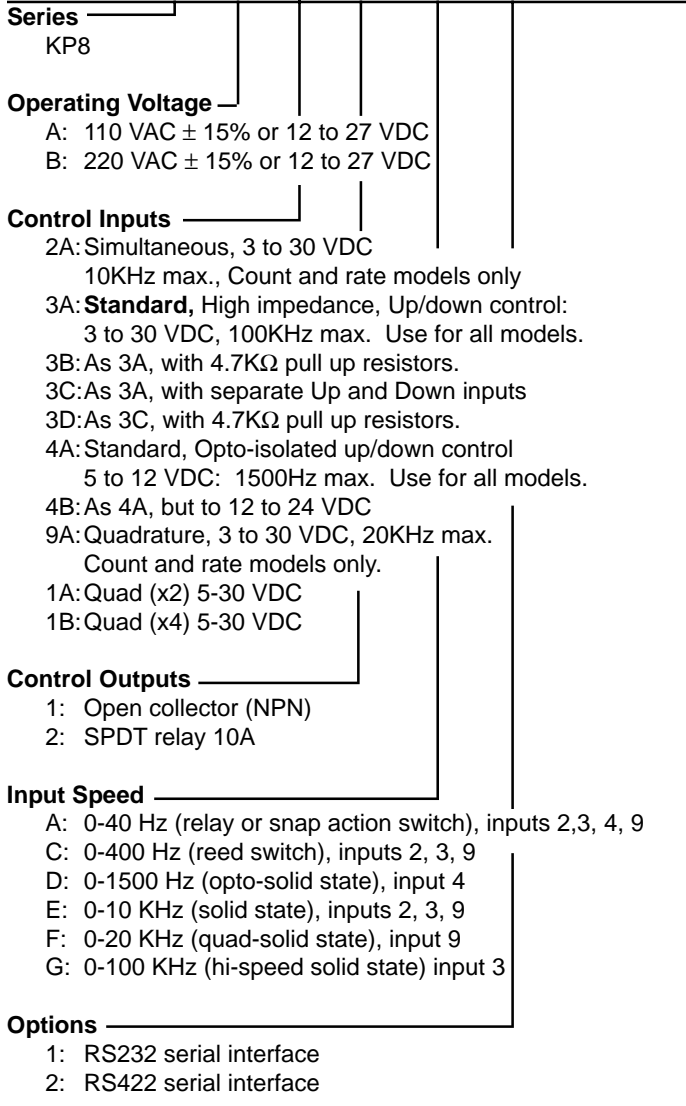 Series
KP8
Operating Voltage
A: 110 VAC ± 15% or 12 to 27 VDC
B: 220 VAC ± 15% or 12 to 27 VDC
Control Inputs
2A: Simultaneous, 3 to 30 VDC
10KHz max., Count and rate models only
3A: Standard, High impedance, Up/down control:
3 to 30 VDC, 100KHz max. Use for all models.
3B: As 3A, with 4.7KΩ pull up resistors.
3C: As 3A, with separate Up and Down inputs
3D: As 3C, with 4.7KΩ pull up resistors.
4A: Standard, Opto-isolated up/down control
5 to 12 VDC: 1500Hz max. Use for all models.
4B: As 4A, but to 12 to 24 VDC
9A: Quadrature, 3 to 30 VDC, 20KHz max.
Count and rate models only.
1A: Quad (x2) 5-30 VDC
1B: Quad (x4) 5-30 VDC
Control Outputs
1: Open collector (NPN)
2: SPDT relay 10A
Input Speed
A: 0-40 Hz (relay or snap action switch), inputs 2,3, 4, 9
C: 0-400 Hz (reed switch), inputs 2, 3, 9
D: 0-1500 Hz (opto-solid state), input 4
E: 0-10 KHz (solid state), inputs 2, 3, 9
F: 0-20 KHz (quad-solid state), input 9
G: 0-100 KHz (hi-speed solid state) input 3
Options
1: RS232 serial interface
2: RS422 serial interface